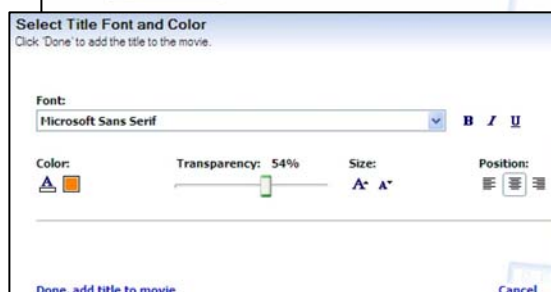 Select Title Font and Color
Click 'Done' to add the title to the movie.
Font:
Microsoft Sans Serif
B I U
Color: Transparency: 54% Size: Position:
A A A
Done, add title to movie Cancel